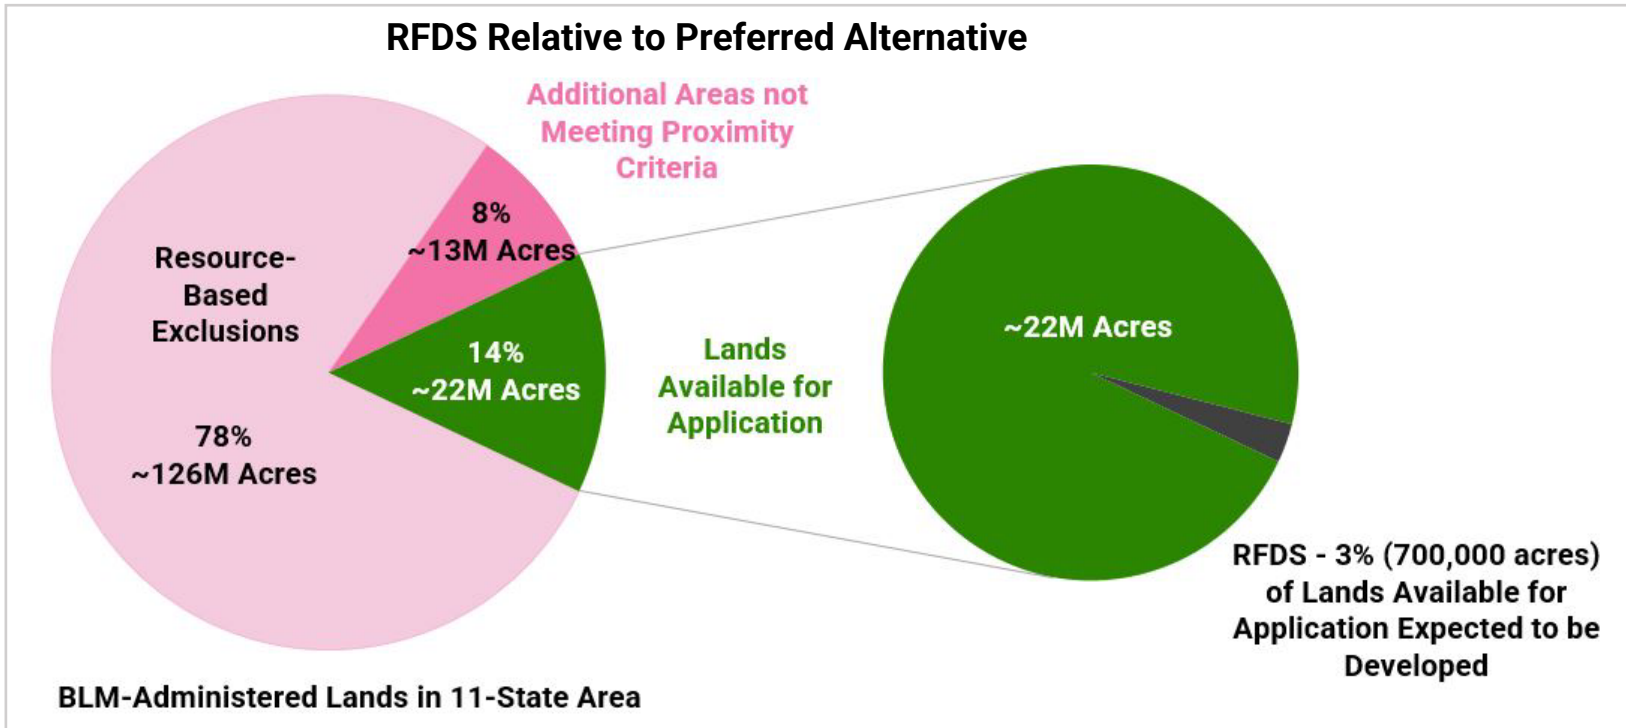 RFDS Relative to Preferred Alternative
Additional Areas not
Meeting Proximity
Criteria
8%
~13M Acres
Resource-
Based
Exclusions
78%
~126M Acres
14%
~22M Acres
Lands
Available for
Application
~22M Acres
RFDS - 3% (700,000 acres)
of Lands Available for
Application Expected to be
Developed
BLM-Administered Lands in 11-State Area